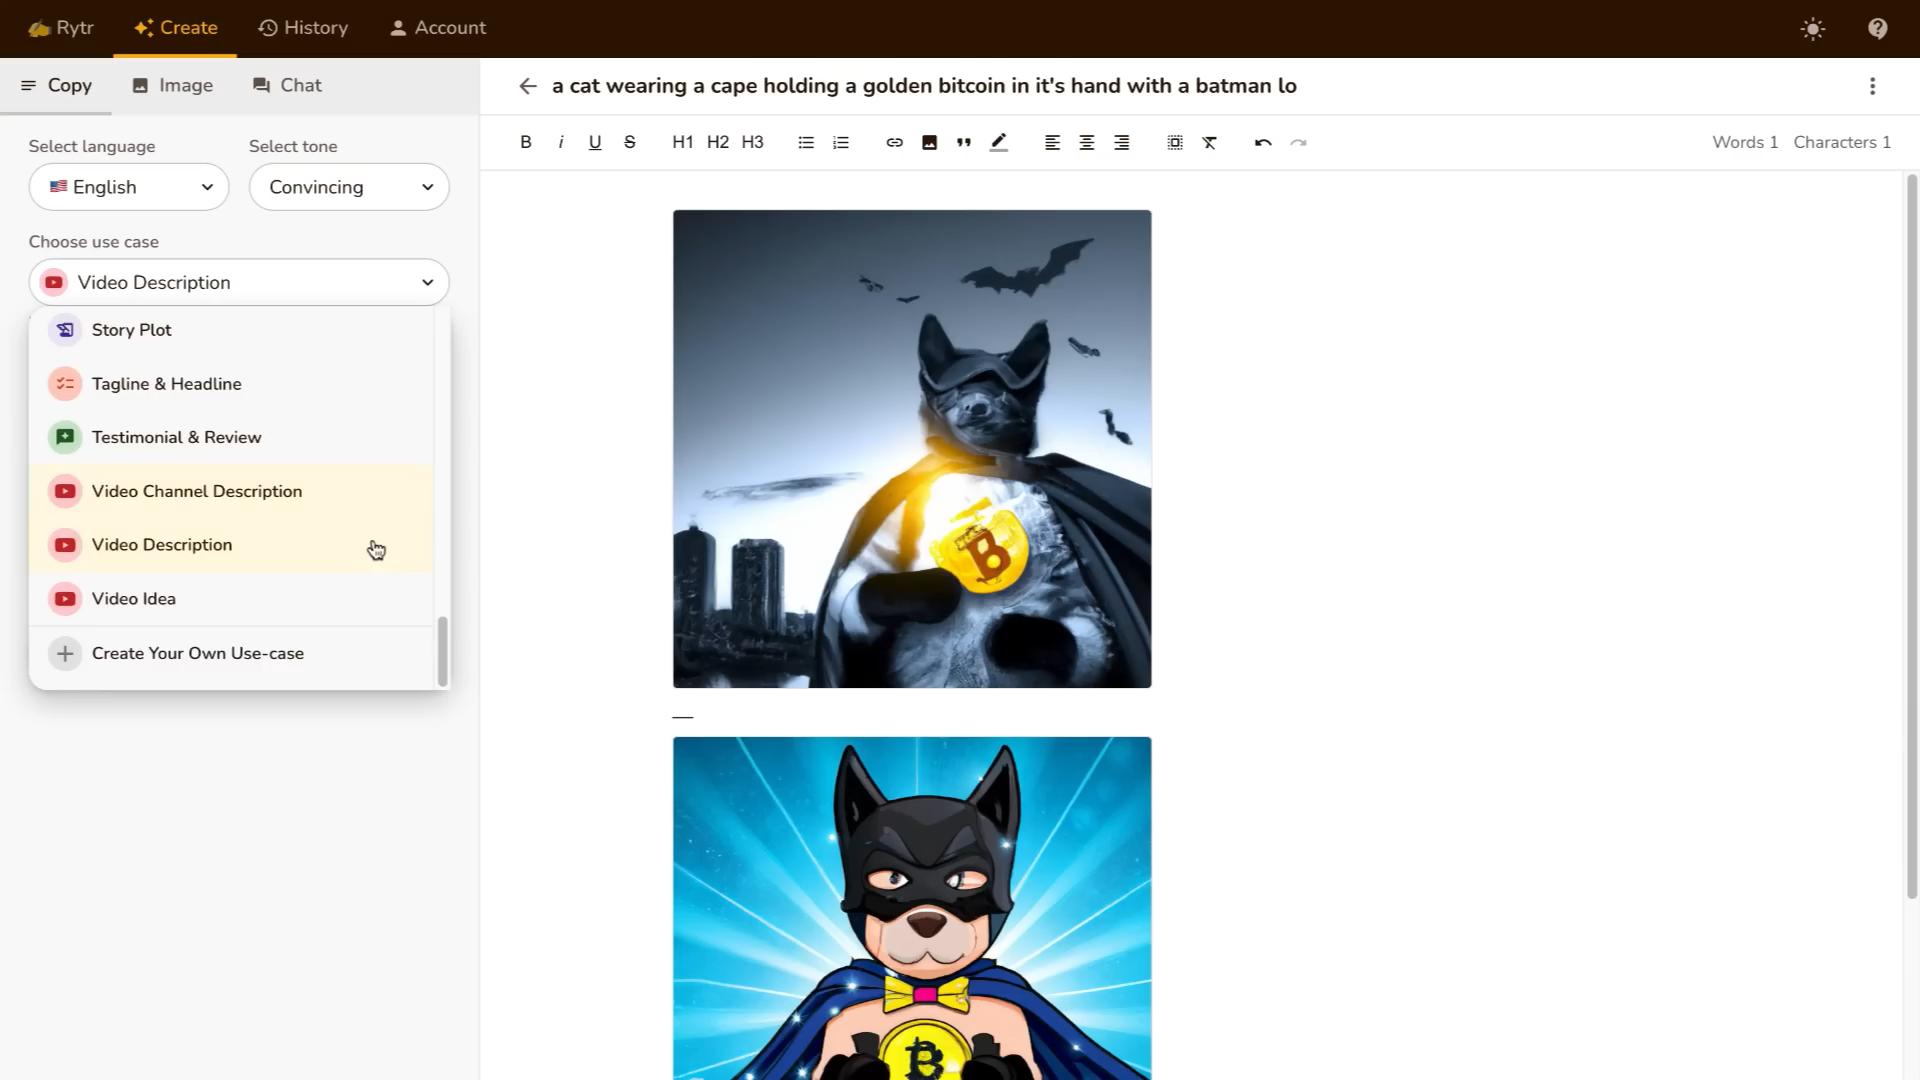 Rytr
Create
History
Account
Copy
Image
Chat
a cat wearing a cape holding a golden bitcoin in it's hand with a batman lo
B i U S H1 H2 H3
Words 1 Characters 1
Select language
Select tone
English
Convincing
Choose use case
Video Description
Story Plot
Tagline & Headline
Testimonial & Review
Video Channel Description
Video Description
Video Idea
Create Your Own Use-case
B
—
B